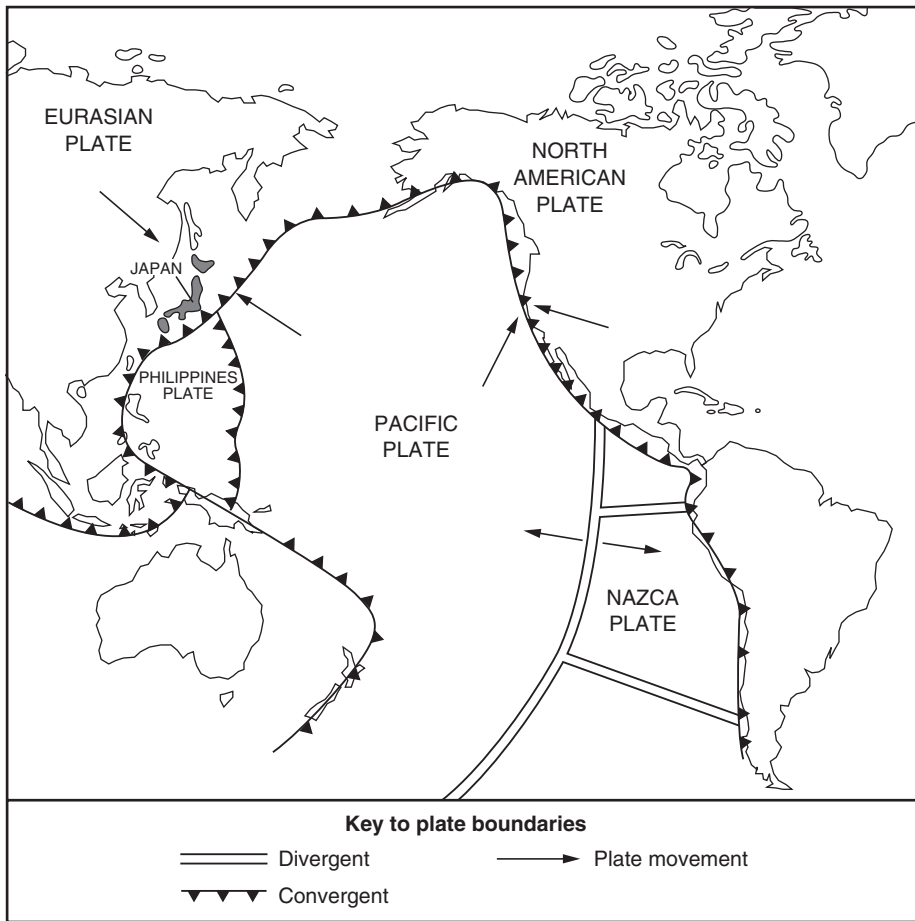 EURASIAN
PLATE
NORTH
AMERICAN
PLATE
JAPAN
PHILIPPINES
PLATE
PACIFIC
PLATE
NAZCA
PLATE
Key to plate boundaries
Divergent
Plate movement
Convergent